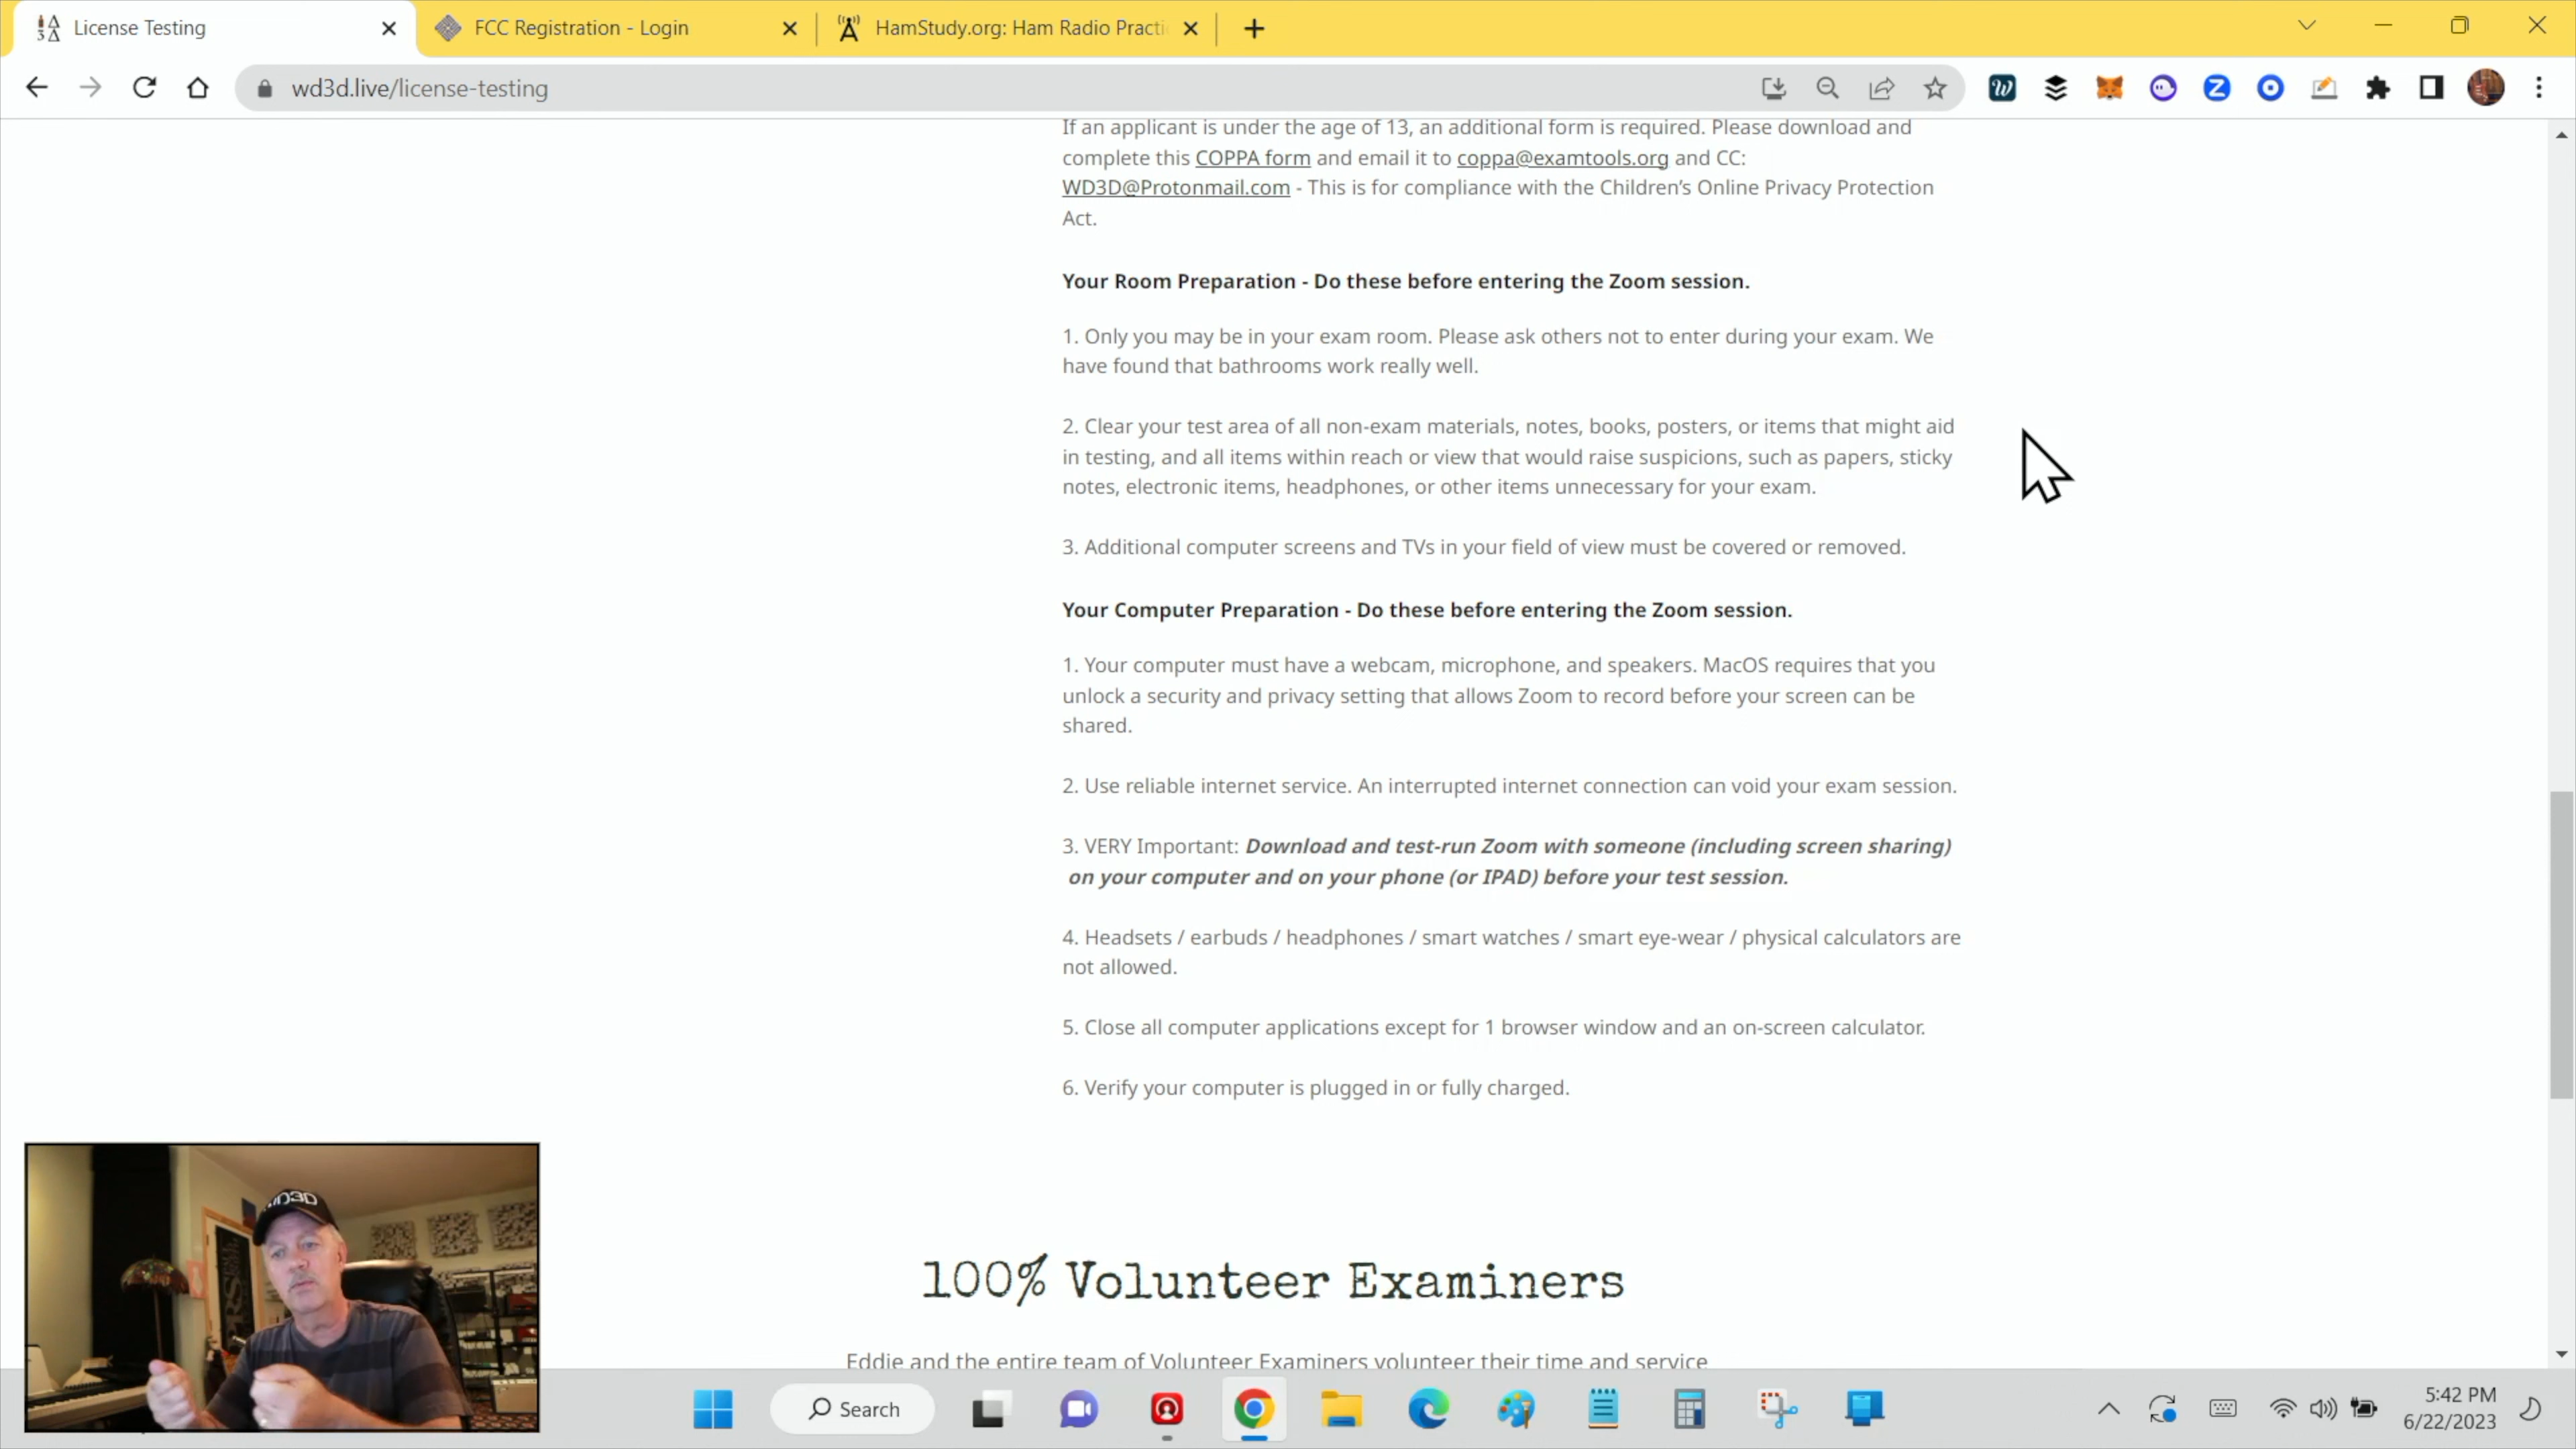 License Testing
FCC Registration - Login
HamStudy.org: Ham Radio Practi
wd3d.live/license-testing
If an applicant is under the age of 13, an additional form is required. Please download and
complete this COPPA form and email it to coppa@examtools.org and CC:
WD3D@Protonmail.com - This is for compliance with the Children's Online Privacy Protection
Act.
Your Room Preparation - Do these before entering the Zoom session.
1. Only you may be in your exam room. Please ask others not to enter during your exam. We
have found that bathrooms work really well.
2. Clear your test area of all non-exam materials, notes, books, posters, or items that might aid
in testing, and all items within reach or view that would raise suspicions, such as papers, sticky
notes, electronic items, headphones, or other items unnecessary for your exam.
3. Additional computer screens and TVs in your field of view must be covered or removed.
Your Computer Preparation - Do these before entering the Zoom session.
1. Your computer must have a webcam, microphone, and speakers. MacOS requires that you
unlock a security and privacy setting that allows Zoom to record before your screen can be
shared.
2. Use reliable internet service. An interrupted internet connection can void your exam session.
3. VERY Important: Download and test-run Zoom with someone (including screen sharing)
on your computer and on your phone (or IPAD) before your test session.
4. Headsets / earbuds / headphones / smart watches / smart eye-wear / physical calculators are
not allowed.
5. Close all computer applications except for 1 browser window and an on-screen calculator.
6. Verify your computer is plugged in or fully charged.
100% Volunteer Examiners
Eddie and the entire team of Volunteer Examiners volunteer their time and service
Search
5:42 PM
6/22/2023